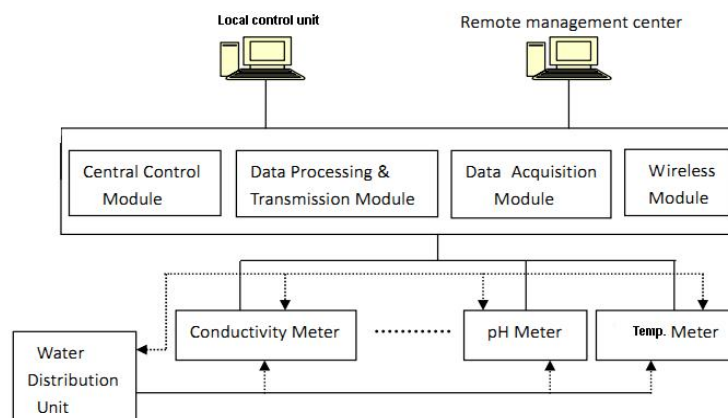 Local control unit
Remote management center
Central Control
Module
Data Processing &
Transmission Module
Data Acquisition
Module
Wireless
Module
Conductivity Meter
pH Meter
Temp. Meter
Water
Distribution
Unit